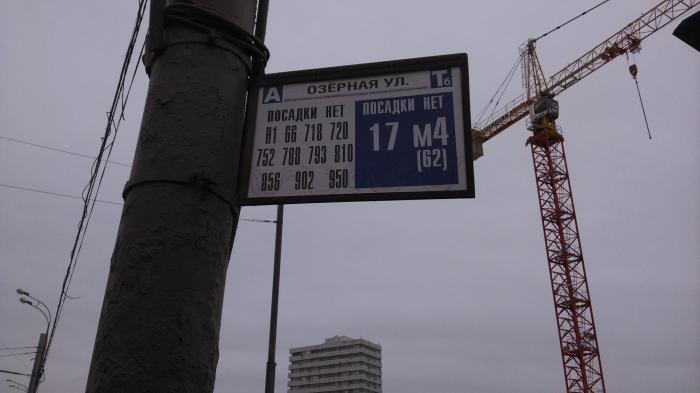 А ОЗЁРНАЯ УЛ. Тб
ПОСАДКИ НЕТ
Н1 66 718 720
752 788 793 810
856 902 950
ПОСАДКИ НЕТ
17 м4
(62)